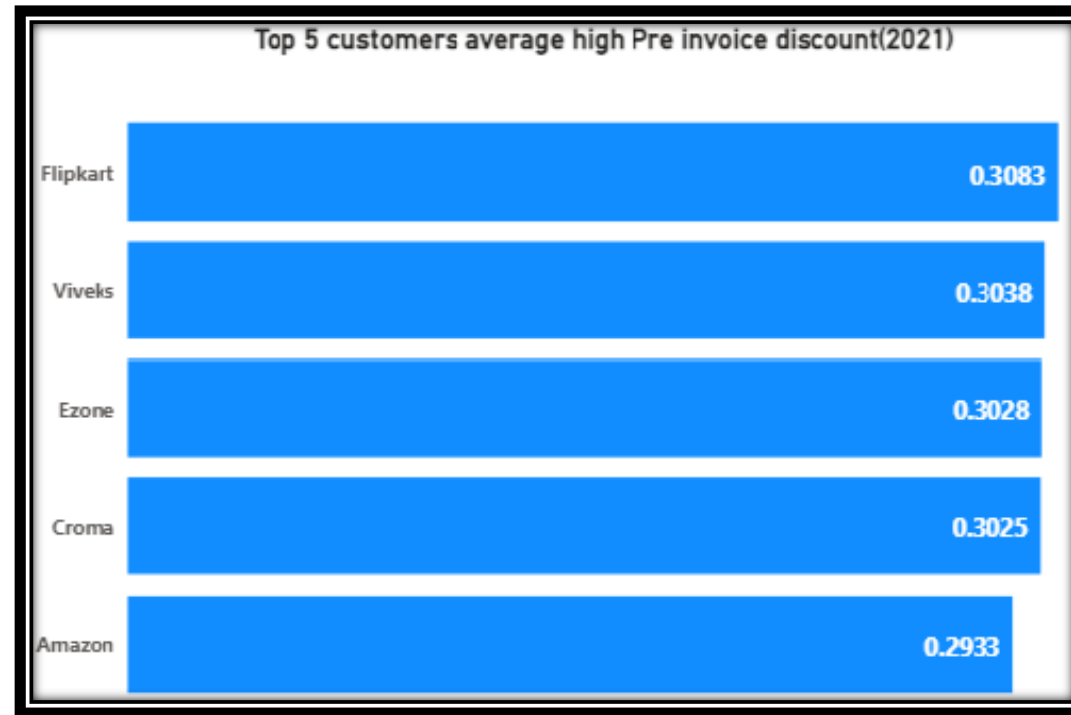 Top 5 customers average high Pre invoice discount(2021)
Flipkart 0.3083
Viveks 0.3038
Ezone 0.3028
Croma 0.3025
Amazon 0.2933